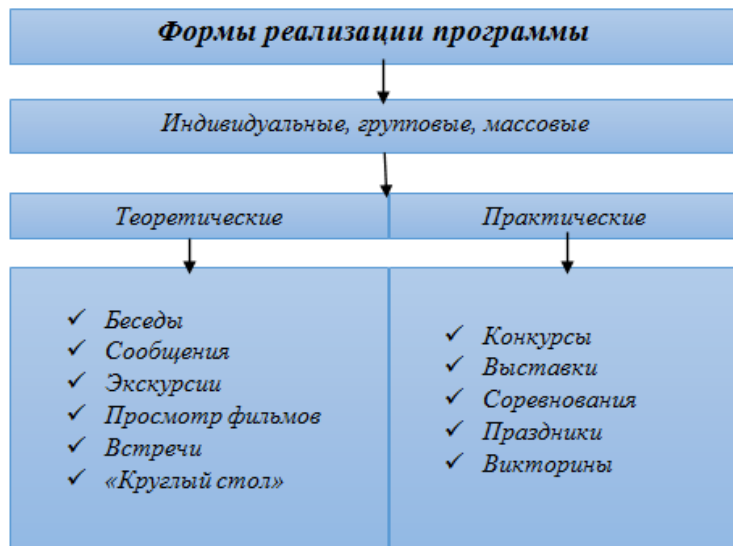 Формы реализации программы
Индивидуальные, групповые, массовые
Теоретические
Практические
✓ Беседы
✓ Сообщения
✓ Экскурсии
✓ Просмотр фильмов
✓ Встречи
✓ «Круглый стол»
✓ Конкурсы
✓ Выставки
✓ Соревнования
✓ Праздники
✓ Викторины